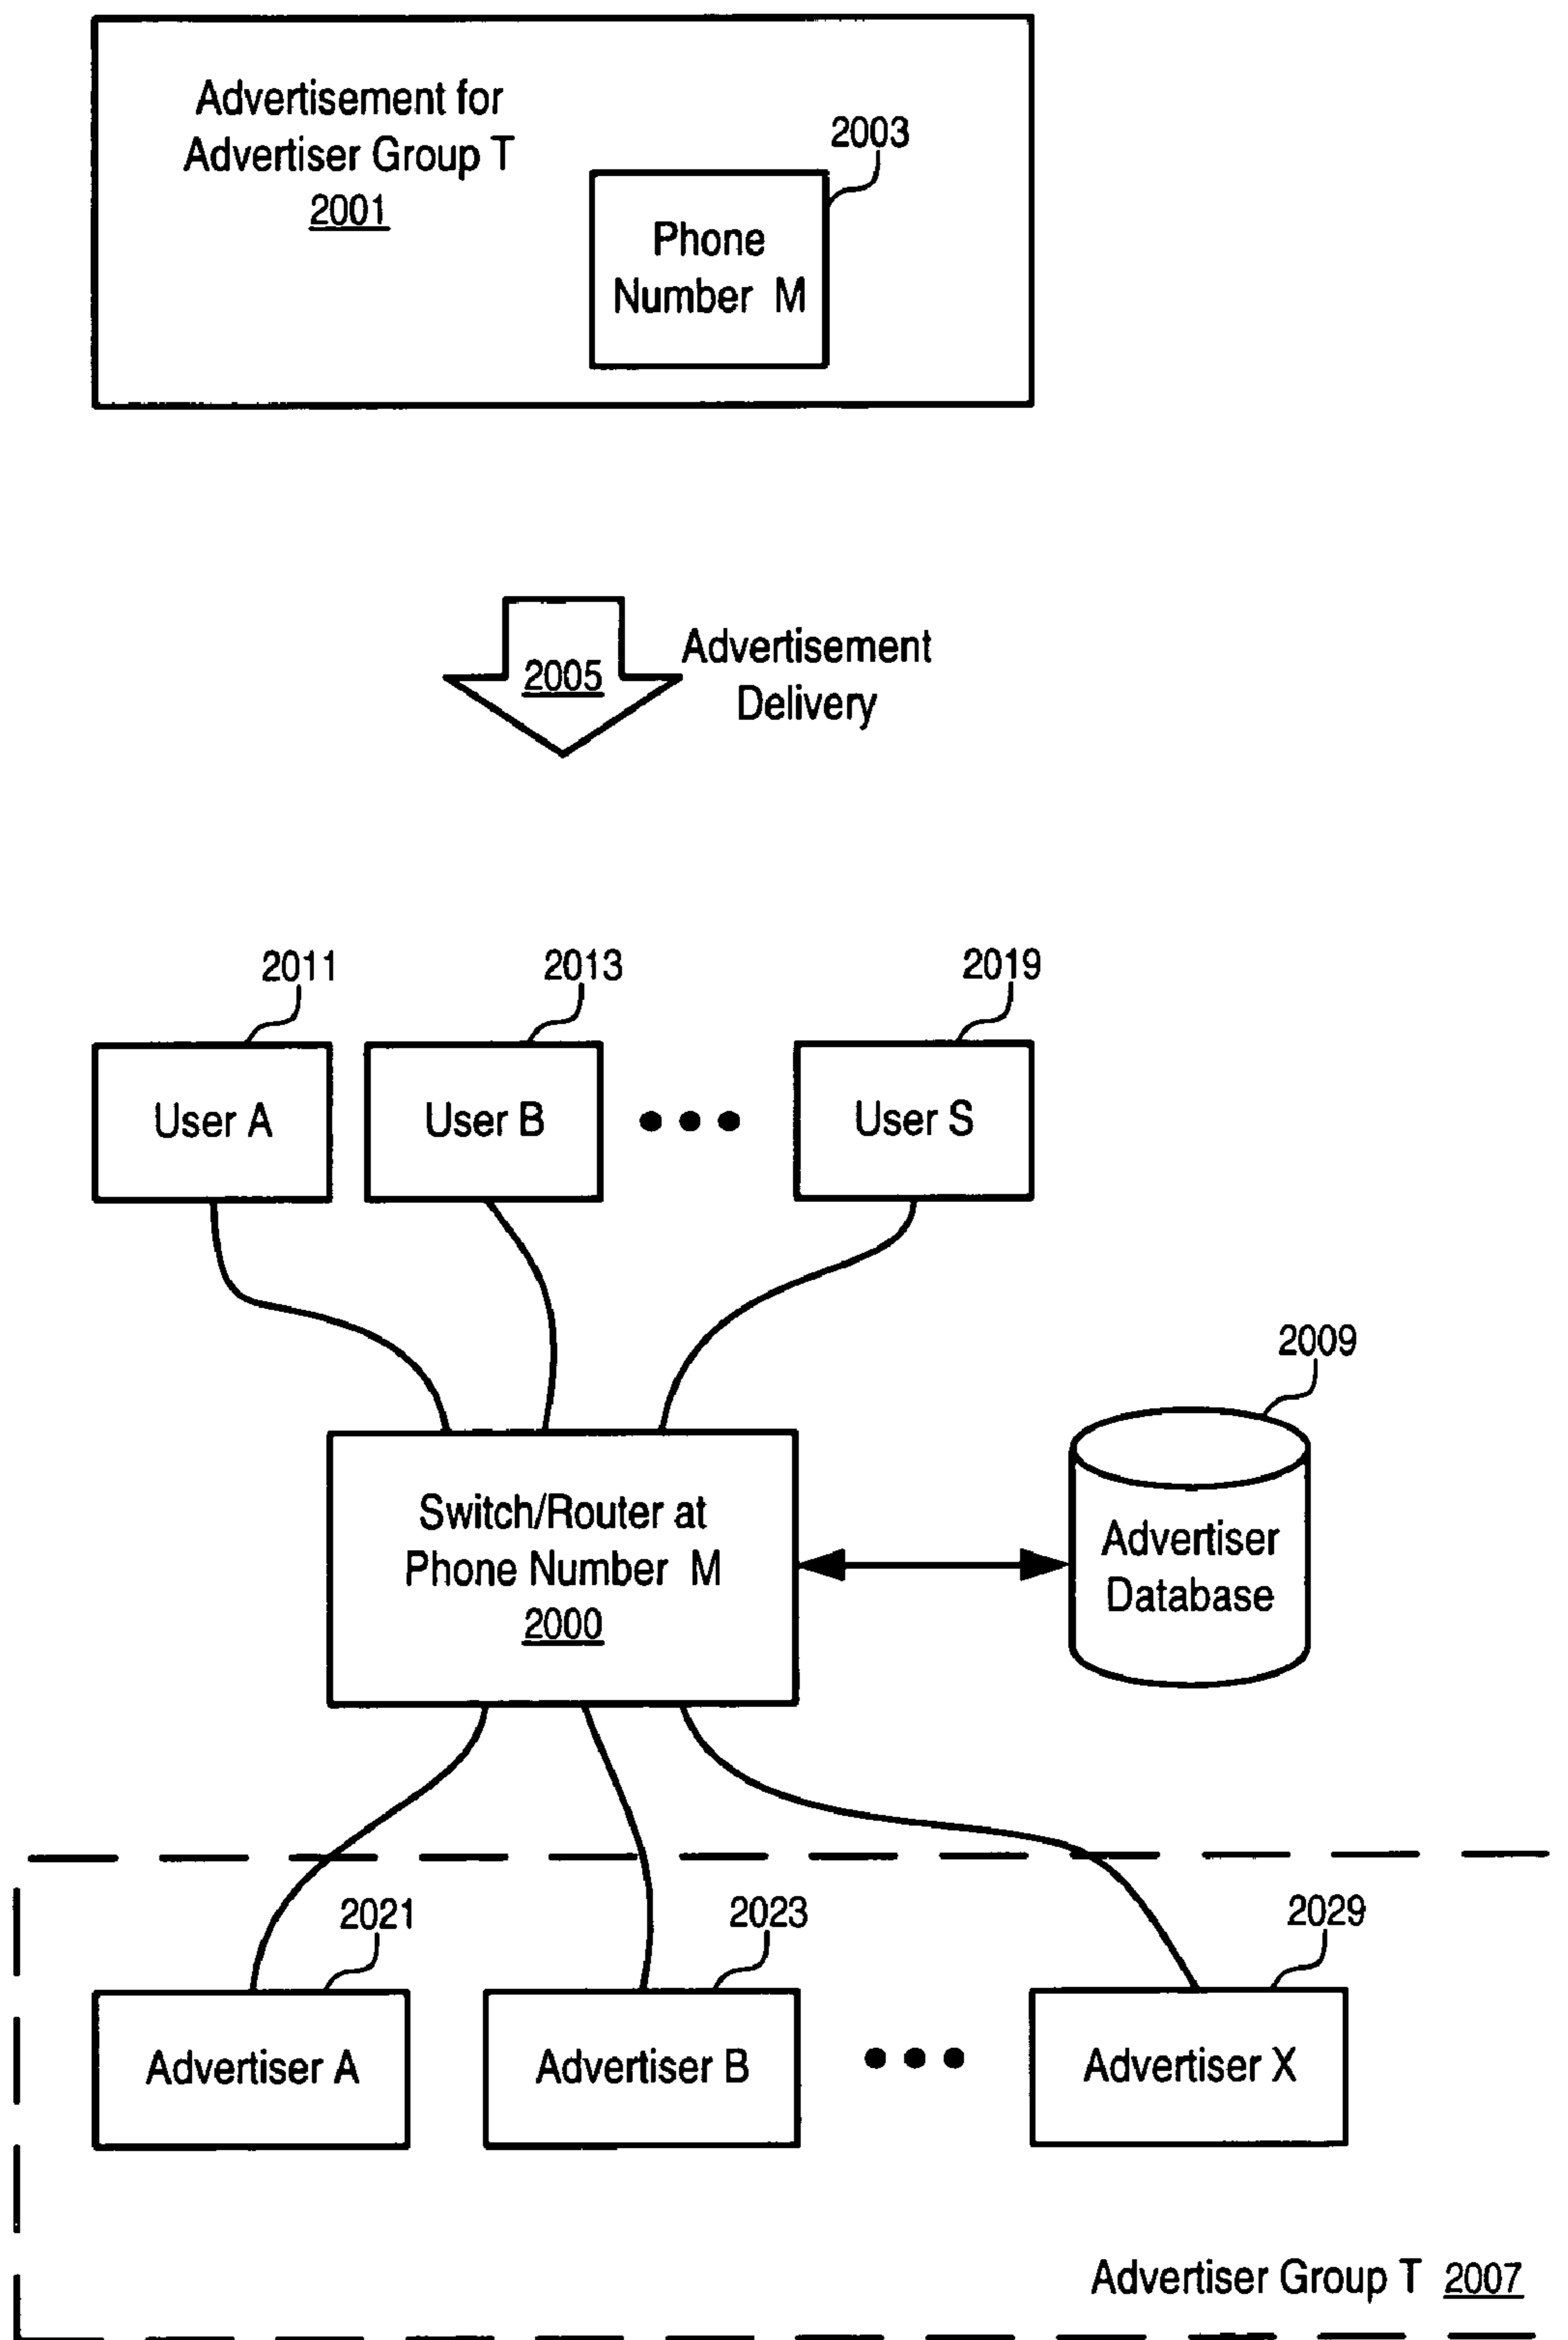 Advertisement for
Advertiser Group T
2001
2003
Phone
Number M
2005
Advertisement
Delivery
2011
2013
2019
User A
User B
User S
2009
Switch/Router at
Phone Number M
2000
Advertiser
Database
2021
2023
2029
Advertiser A
Advertiser B
Advertiser X
Advertiser Group T 2007